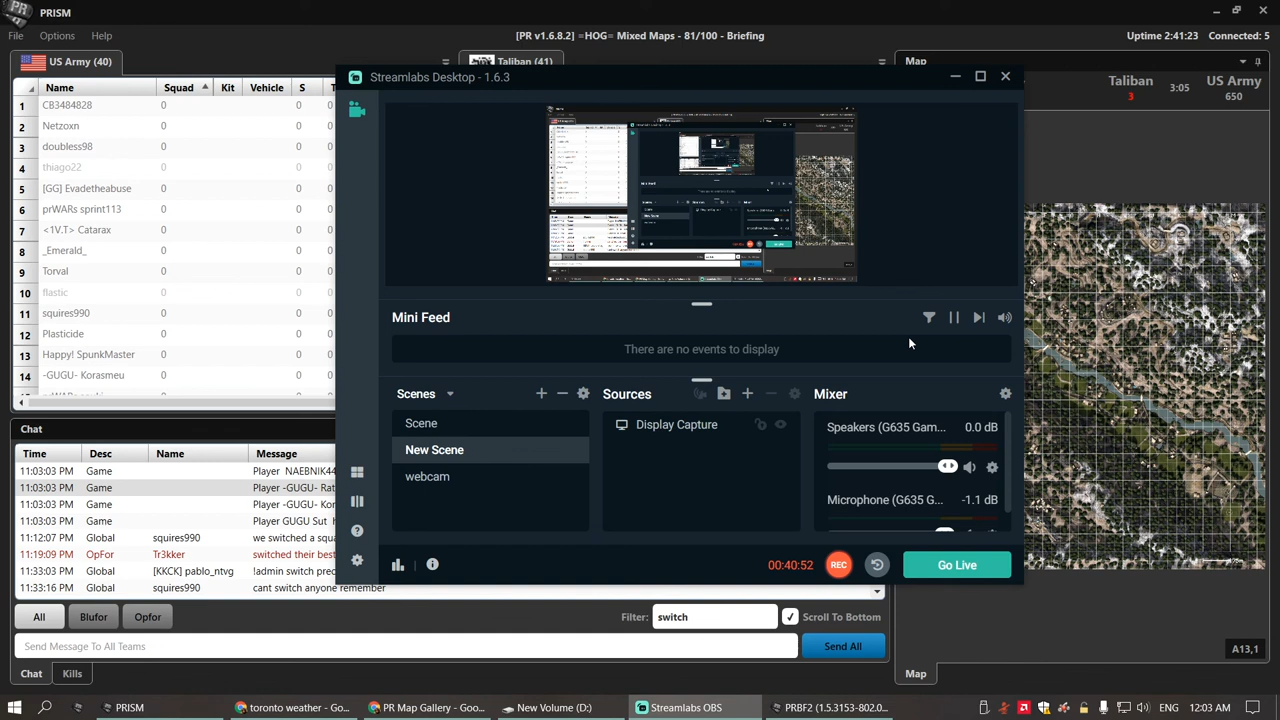 PRISM
File Options Help
[PR v1.6.8.2] =HOG= Mixed Maps - 81/100 - Briefing
Uptime 2:41:23 Connected: 5
US Army (40)
Taliban (41)
Map
Name Squad Kit Vehicle S
1 CB3484828 0 0
2 Netzoxn 0 0
3 doubless98 0 0
4 thiago22 0 0
5 [GG] Evadetheabuse 0 0
6 prWARs sprint113 0 0
7 <1V.T> Catarax 0 0
8 _Emerald_ 0 0
9 Torval 0 0
10 flastic 0 0
11 squires990 0 0
12 Plasticide 0 0
13 Happy! SpunkMaster 0 0
14 -GUGU- Korasmeu 0 0
Taliban 3:05 US Army
3 650
Streamlabs Desktop - 1.6.3
Mini Feed
There are no events to display
Scenes
Scene
New Scene
webcam
Sources
Display Capture
Mixer
Speakers (G635 Gam... 0.0 dB
Microphone (G635 G... -1.1 dB
00:40:52 REC Go Live
Chat
Time From Name Message
11:03:03 PM Game Player NAEBNIK44
11:03:03 PM Game Player -GUGU- Rat
11:03:03 PM Game Player -GUGU- Kor
11:03:03 PM Game Player GUGU Sut h
11:12:07 PM Global squires990 we switched a squa
11:19:09 PM OpFor Tr3kker switched their best
11:33:03 PM Global [KKCK] pablo_ntvg !admin switch prec
11:33:16 PM Global squires990 cant switch anyone remember
All Blufor Opfor Filter: switch Scroll To Bottom
Send Message To All Teams Send All
Chat Kills
Map
A13,1
PRISM
toronto weather - Go...
PR Map Gallery - Goo...
New Volume (D:)
Streamlabs OBS
PRBF2 (1.5.3153-802.0...
12:03 AM